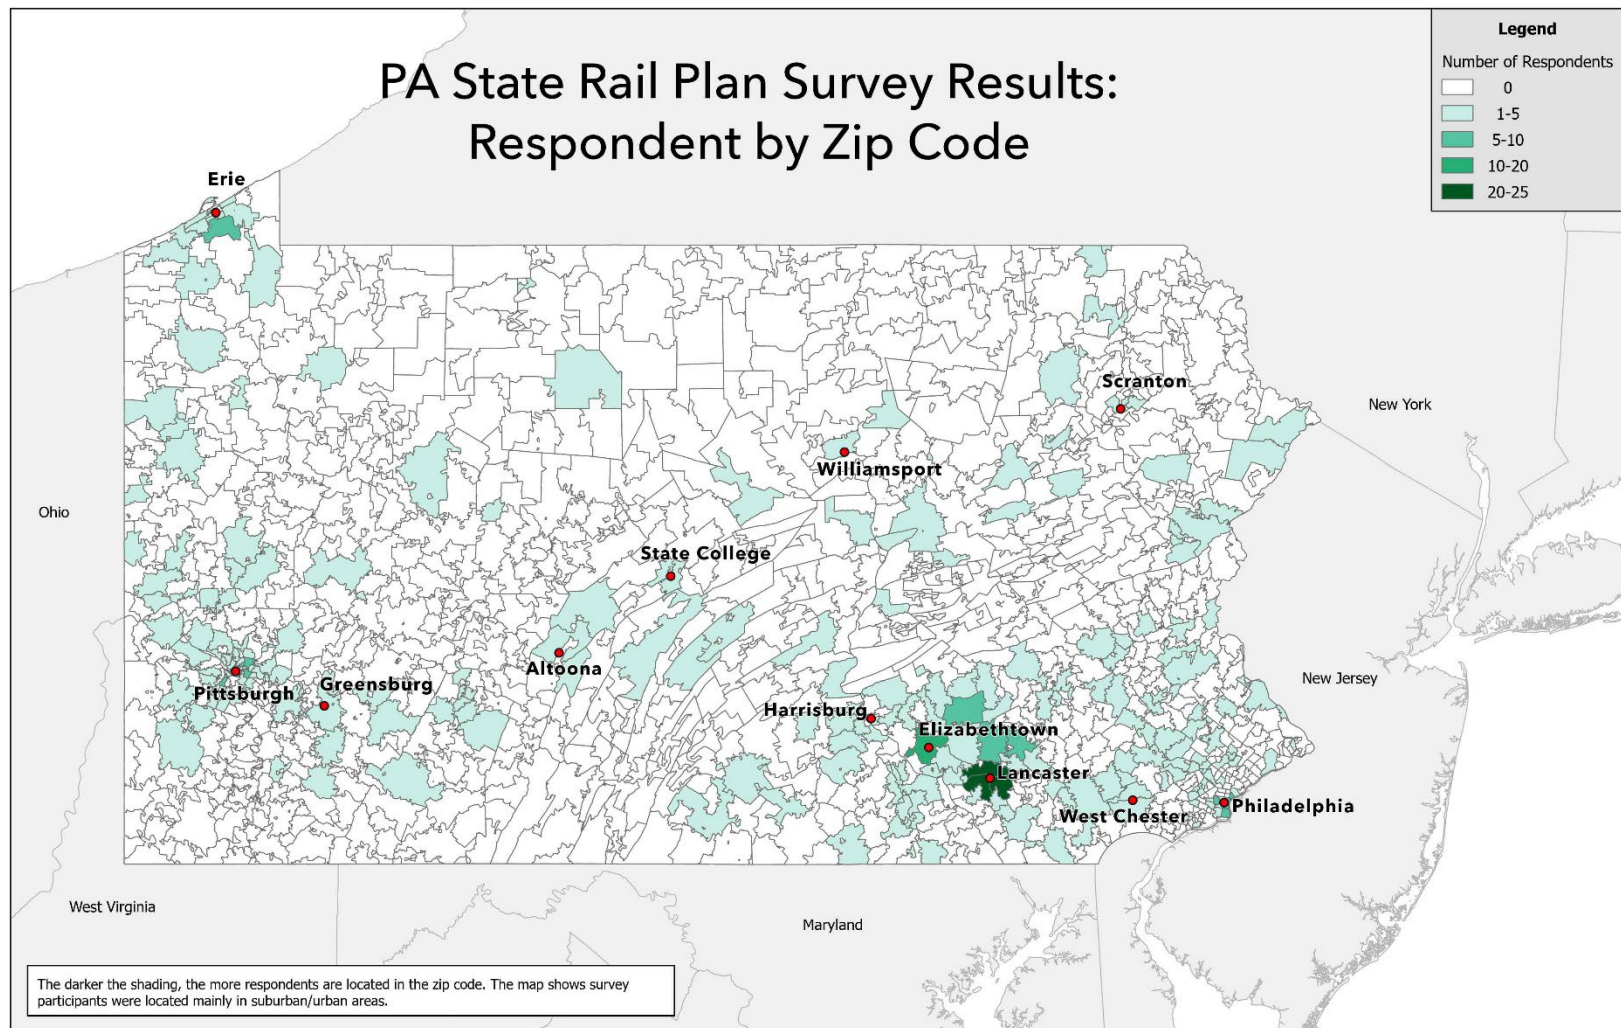 PA State Rail Plan Survey Results:
Respondent by Zip Code
Legend
Number of Respondents
0
1-5
5-10
10-20
20-25
Erie
Scranton
New York
Williamsport
Ohio
State College
Altoona
Pittsburgh
Greensburg
New Jersey
Harrisburg
Elizabethtown
Lancaster
West Chester
Philadelphia
West Virginia
Maryland
The darker the shading, the more respondents are located in the zip code. The map shows survey
participants were located mainly in suburban/urban areas.